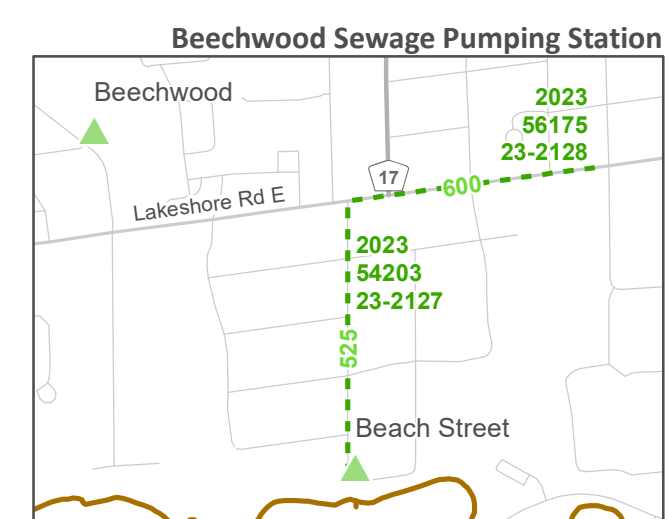 Beechwood Sewage Pumping Station
Beechwood
2023
56175
23-2128
17
600
Lakeshore Rd E
2023
54203
23-2127
525
Beach Street